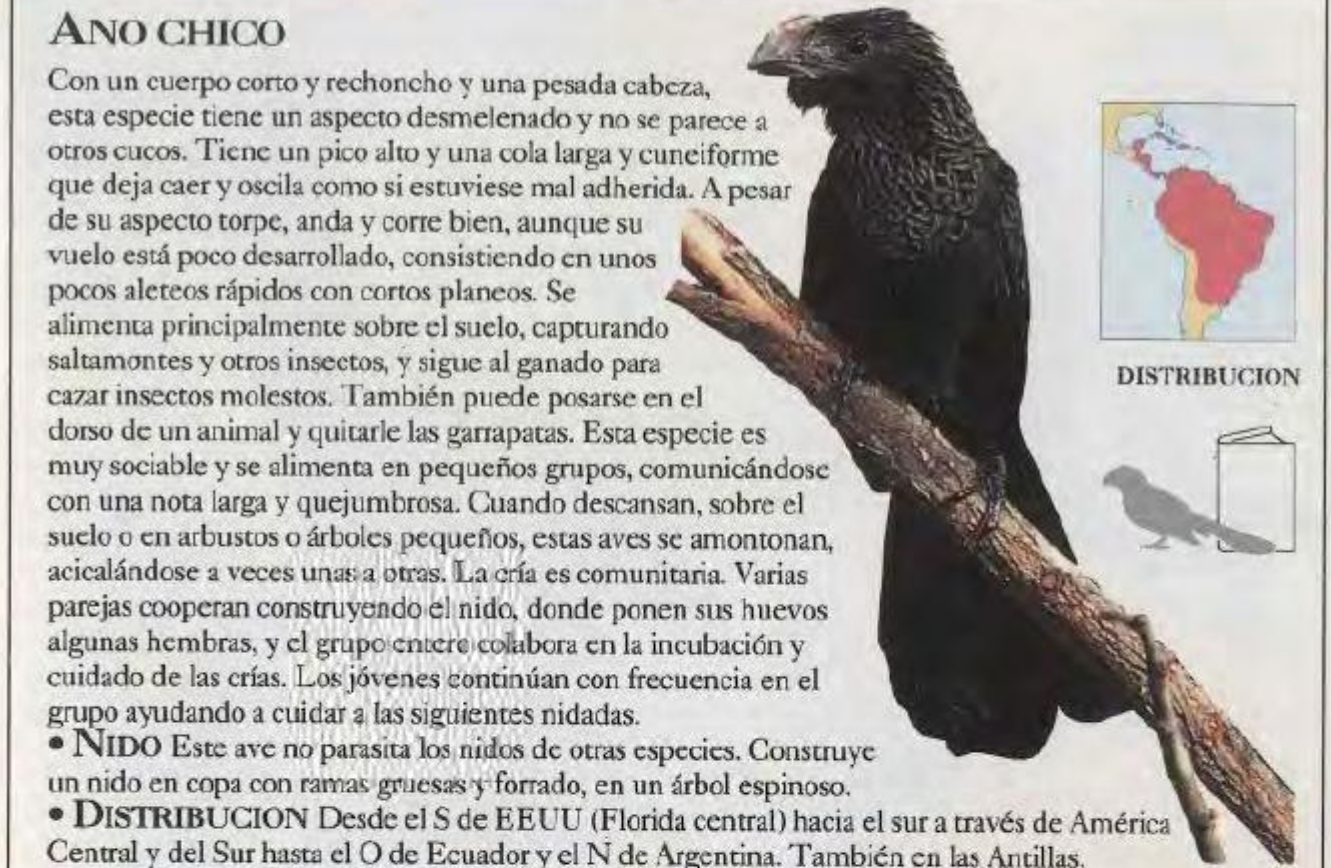 ANO CHICO
Con un cuerpo corto y rechoncho y una pesada cabeza,
esta especie tiene un aspecto desmelenado y no se parece a
otros cucos. Tiene un pico alto y una cola larga y cuneiforme
que deja caer y oscila como si estuviese mal adherida. A pesar
de su aspecto torpe, anda y corre bien, aunque su
vuelo está poco desarrollado, consistiendo en unos
pocos aleteos rápidos con cortos planeos. Se
alimenta principalmente sobre el suelo, capturando
saltamontes y otros insectos, y sigue al ganado para
cazar insectos molestos. También puede posarse en el
dorso de un animal y quitarle las garrapatas. Esta especie es
muy sociable y se alimenta en pequeños grupos, comunicándose
con una nota larga y quejumbrosa. Cuando descansan, sobre el
suelo o en arbustos o árboles pequeños, estas aves se amontonan,
acicalándose a veces unas a otras. La cría es comunitaria. Varias
parejas cooperan construyendo el nido, donde ponen sus huevos
algunas hembras, y el grupo entero colabora en la incubación y
cuidado de las crías. Los jóvenes continúan con frecuencia en el
grupo ayudando a cuidar a las siguientes nidadas.
• NIDO Este ave no parasita los nidos de otras especies. Construye
un nido en copa con ramas gruesas y forrado, en un árbol espinoso.
• DISTRIBUCION Desde el S de EEUU (Florida central) hacia el sur a través de América
Central y del Sur hasta el O de Ecuador y el N de Argentina. También en las Antillas.
DISTRIBUCION